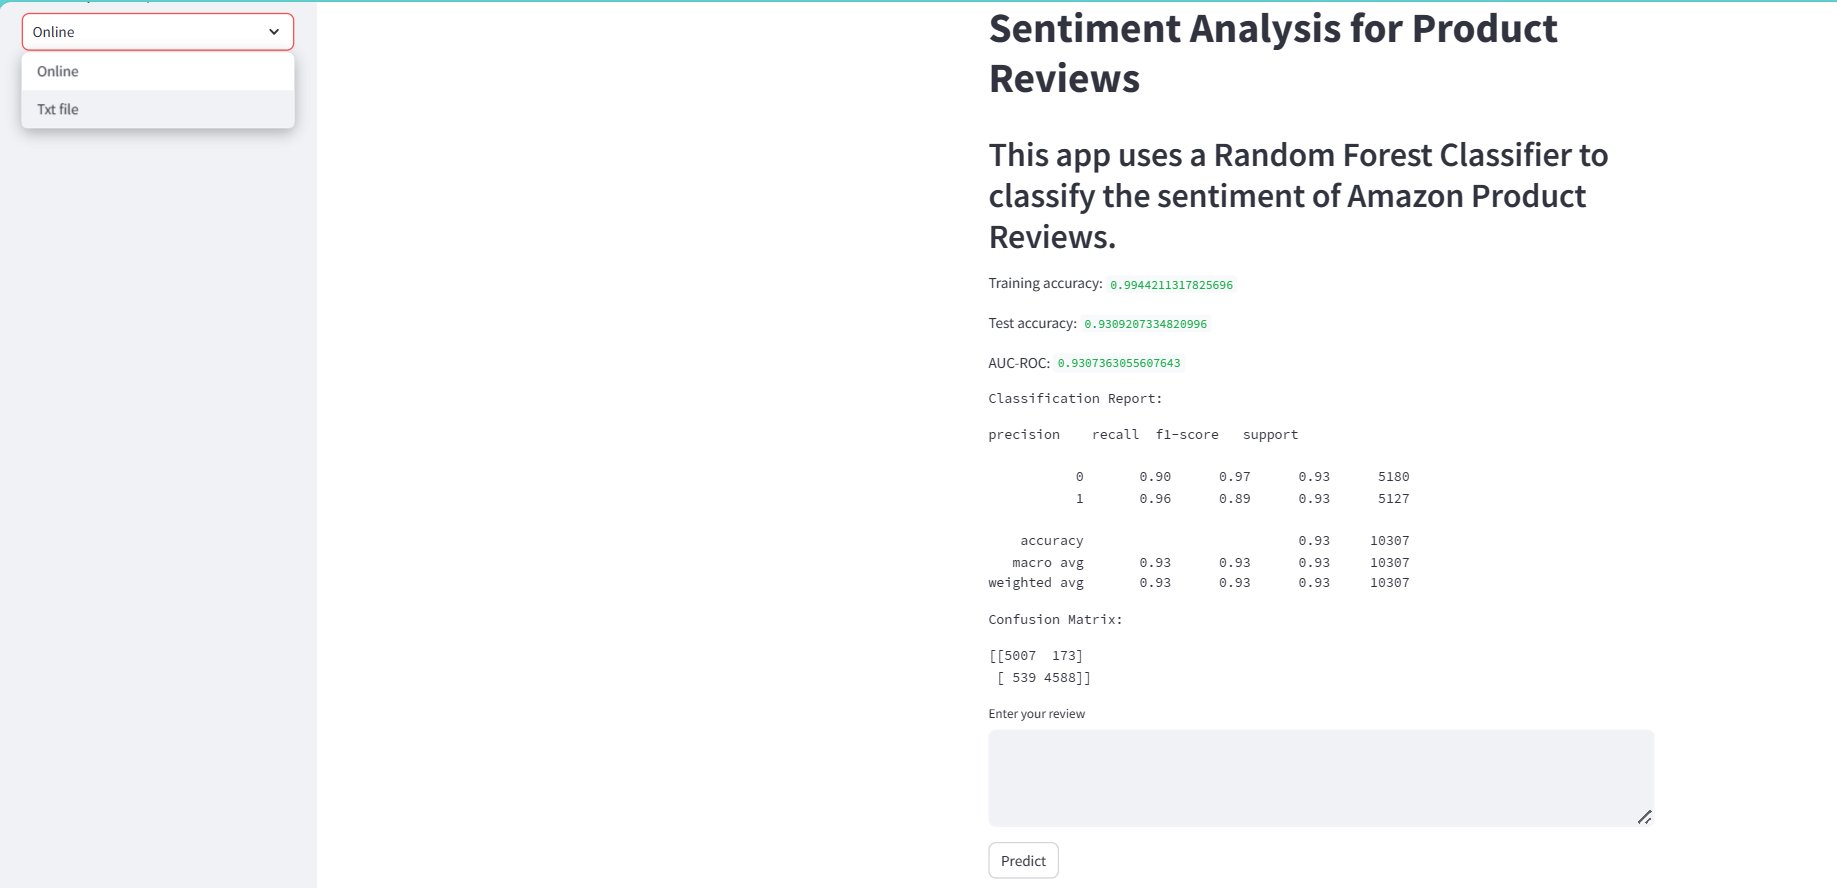 Online
Online
Txt file
Sentiment Analysis for Product
Reviews
This app uses a Random Forest Classifier to
classify the sentiment of Amazon Product
Reviews.
Training accuracy: 0.9944211317825696
Test accuracy: 0.9309207334820996
AUC-ROC: 0.9307363055607643
Classification Report:
precision    recall  f1-score   support
0       0.90      0.97      0.93      5180
1       0.96      0.89      0.93      5127
accuracy                           0.93     10307
macro avg       0.93      0.93      0.93     10307
weighted avg       0.93      0.93      0.93     10307
Confusion Matrix:
[[5007  173]
[ 539 4588]]
Enter your review
Predict